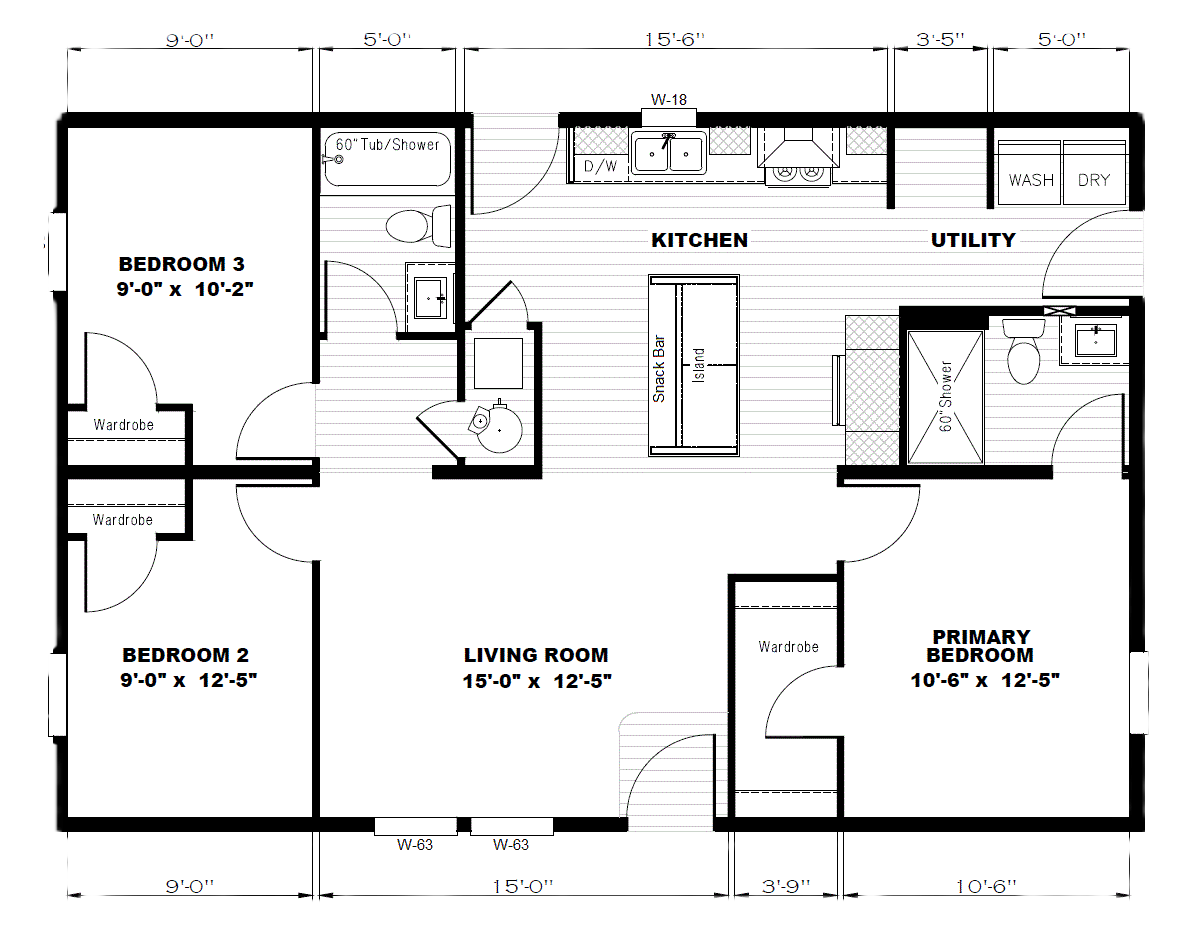 9'-0" 5'-0" 15'-6" 3'-5" 5'-0"
W-18
60" Tub/Shower
D/W
WASH DRY
KITCHEN UTILITY
BEDROOM 3
9'-0" x 10'-2"
Snack Bar
Island
60" Shower
Wardrobe
Wardrobe
BEDROOM 2
9'-0" x 12'-5"
LIVING ROOM
15'-0" x 12'-5"
Wardrobe
PRIMARY
BEDROOM
10'-6" x 12'-5"
W-63 W-63
9'-0" 15'-0" 3'-9" 10'-6"